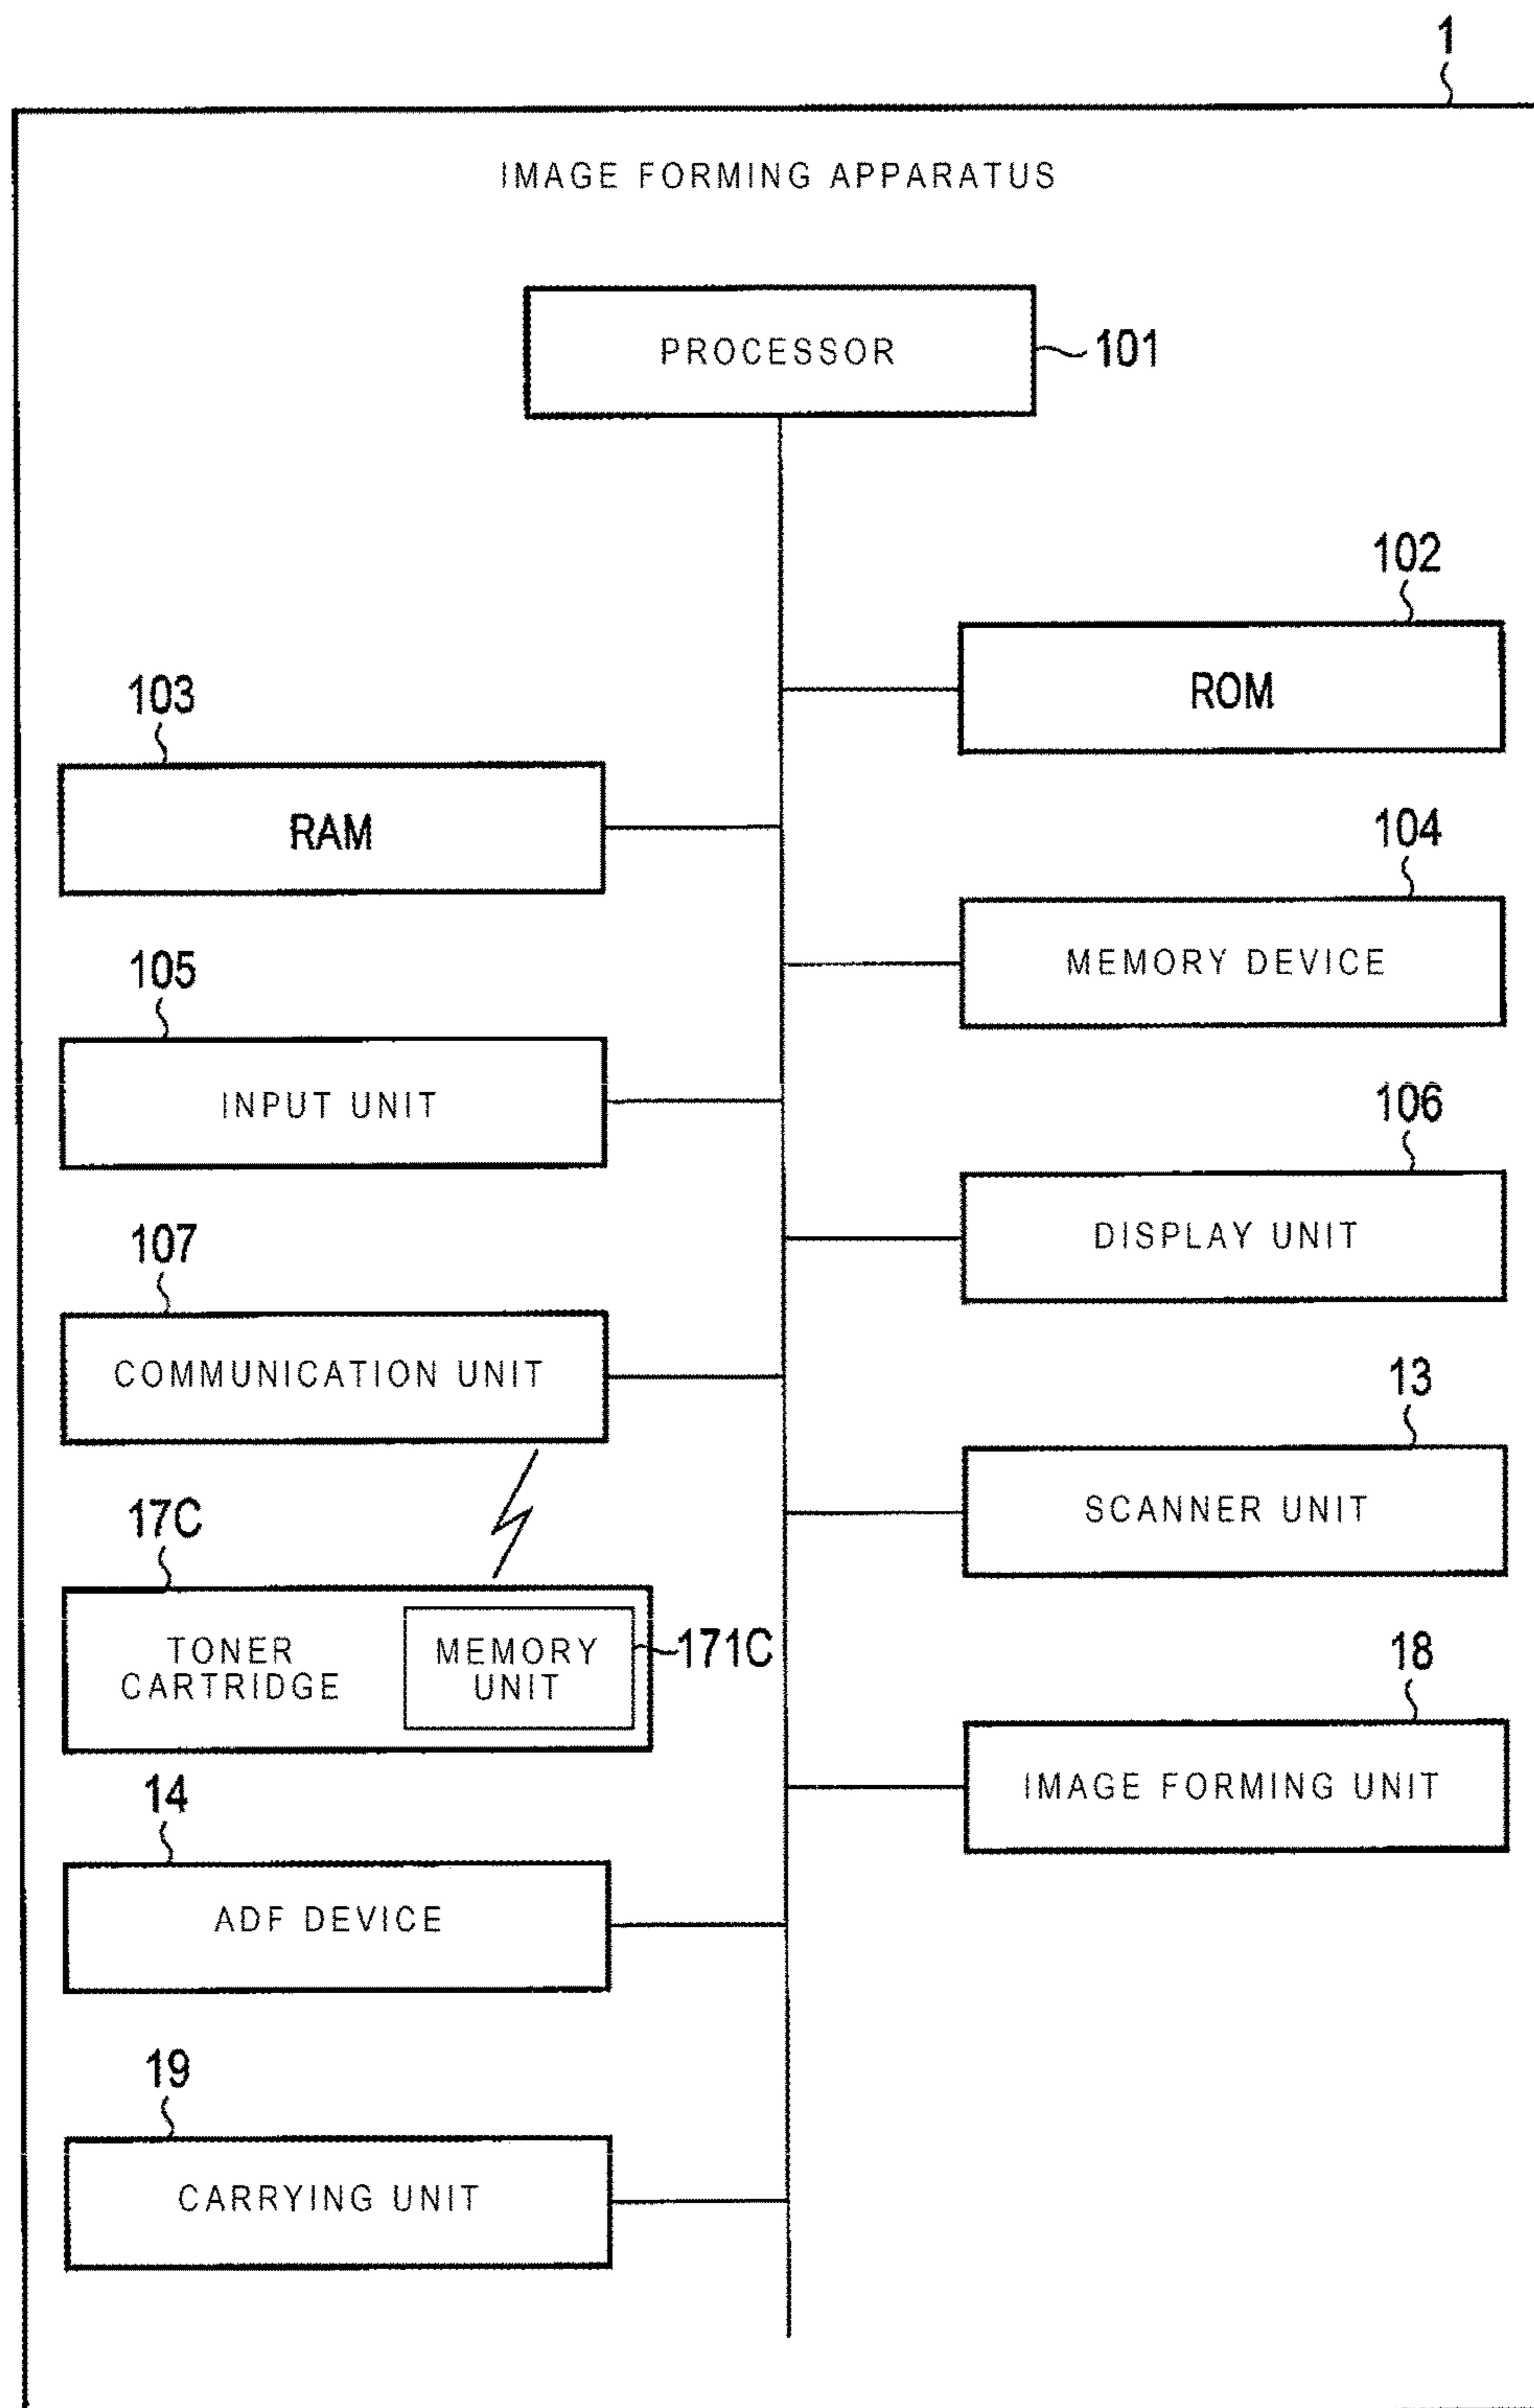 1
IMAGE FORMING APPARATUS
PROCESSOR
101
102
ROM
103
RAM
104
MEMORY DEVICE
105
INPUT UNIT
106
DISPLAY UNIT
107
COMMUNICATION UNIT
13
SCANNER UNIT
17C
TONER
CARTRIDGE
MEMORY
UNIT
171C
18
IMAGE FORMING UNIT
14
ADF DEVICE
19
CARRYING UNIT